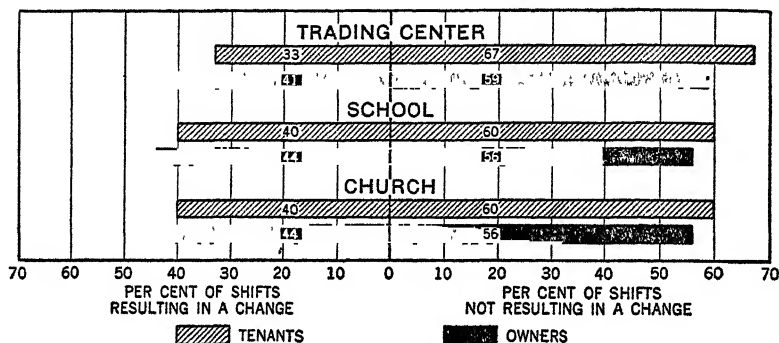 TRADING CENTER
33 67
41 59
SCHOOL
40 60
44 56
CHURCH
40 60
44 56
70 60 50 40 30 20 10 0 10 20 30 40 50 60 70
PER CENT OF SHIFTS PER CENT OF SHIFTS
RESULTING IN A CHANGE NOT RESULTING IN A CHANGE
TENANTS OWNERS